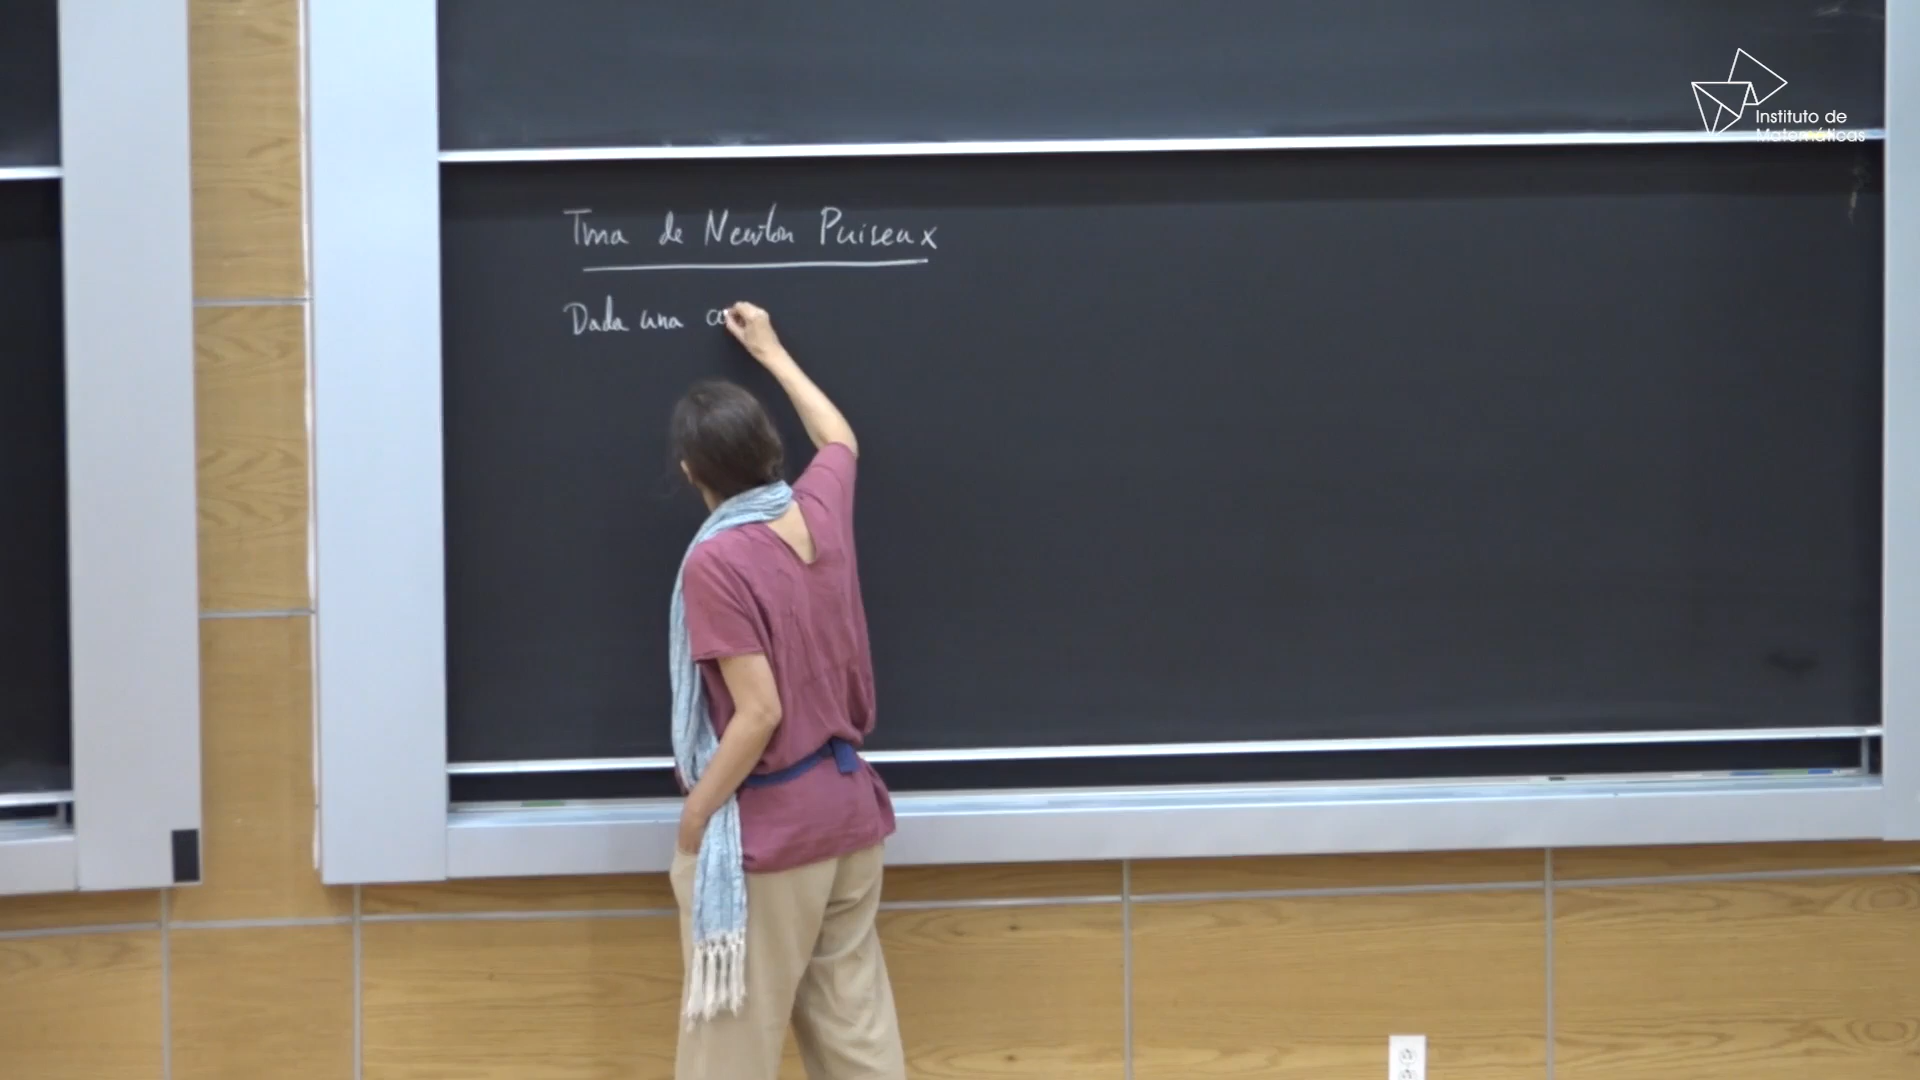 Instituto de
Matemáticas
Tma de Newton Puiseux
Dada una